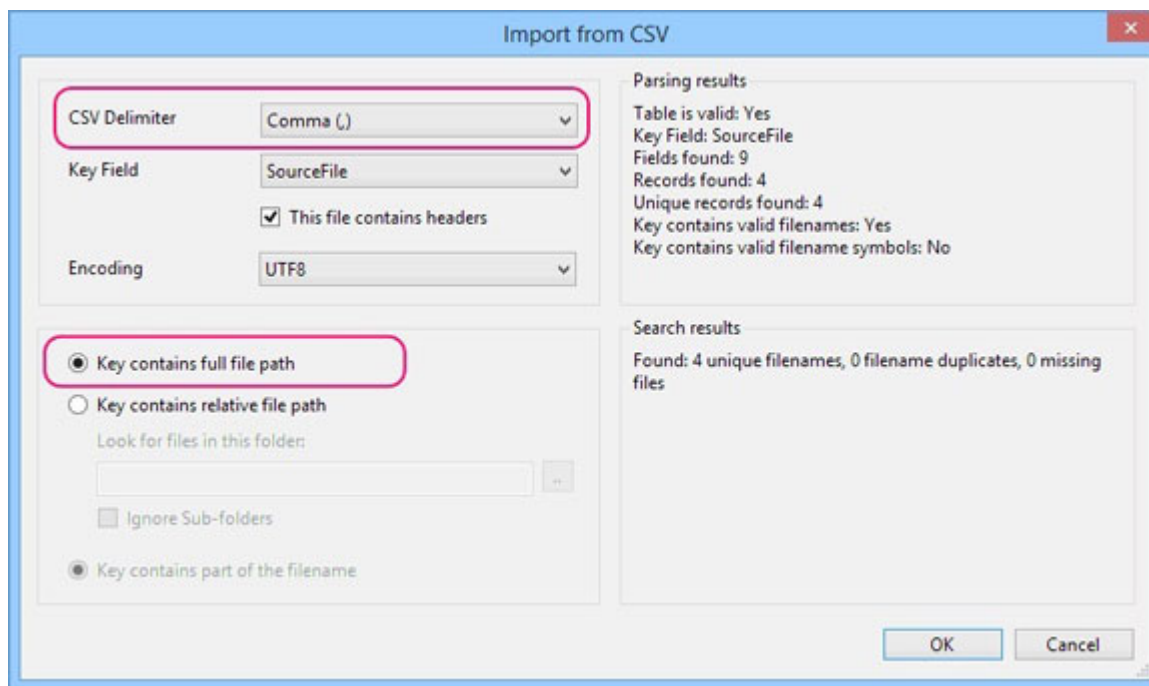 Import from CSV
CSV Delimiter
Comma (,)
Key Field
SourceFile
This file contains headers
Encoding
UTF8
Key contains full file path
Key contains relative file path
Look for files in this folder:
..
Ignore Sub-folders
Key contains part of the filename
Parsing results
Table is valid: Yes
Key Field: SourceFile
Fields found: 9
Records found: 4
Unique records found: 4
Key contains valid filenames: Yes
Key contains valid filename symbols: No
Search results
Found: 4 unique filenames, 0 filename duplicates, 0 missing
files
OK
Cancel